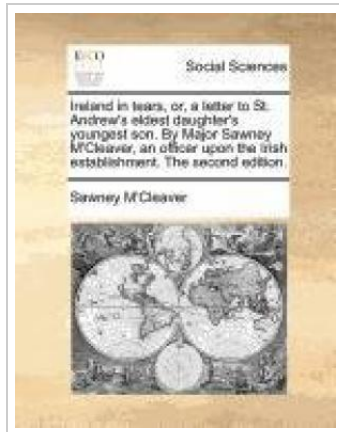 ECCO
Social Sciences
Ireland in tears, or, a letter to St.
Andrew's eldest daughter's
youngest son. By Major Sawney
M'Cleaver, an officer upon the Irish
establishment. The second edition.
Sawney M'Cleaver